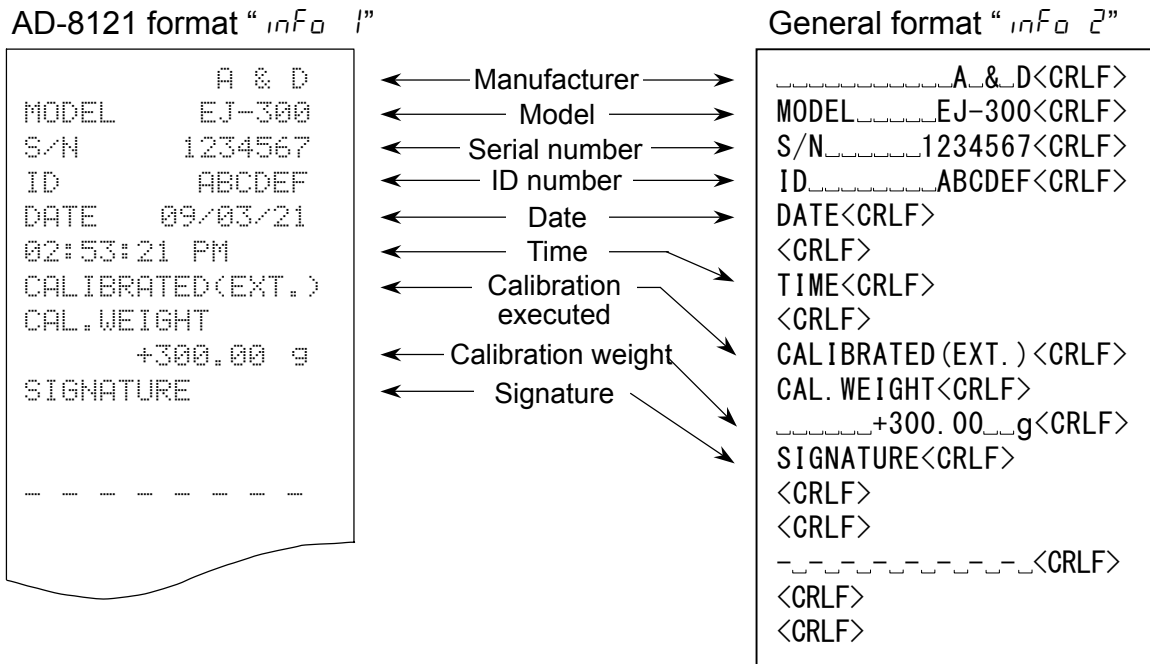 AD-8121 format “ inFo 1”
A & D
MODEL EJ-300
S/N 1234567
ID ABCDEF
DATE 09/03/21
02:53:21 PM
CALIBRATED(EXT.)
CAL.WEIGHT
+300.00 g
SIGNATURE
_ _ _ _ _ _ _ _
Manufacturer
Model
Serial number
ID number
Date
Time
Calibration
executed
Calibration weight
Signature
General format “ inFo 2”
␣␣␣␣␣␣␣␣␣␣␣A␣&␣D<CRLF>
MODEL␣␣␣␣␣EJ-300<CRLF>
S/N␣␣␣␣␣␣1234567<CRLF>
ID␣␣␣␣␣␣␣␣ABCDEF<CRLF>
DATE<CRLF>
<CRLF>
TIME<CRLF>
<CRLF>
CALIBRATED(EXT.)<CRLF>
CAL.WEIGHT<CRLF>
␣␣␣␣␣␣+300.00␣␣g<CRLF>
SIGNATURE<CRLF>
<CRLF>
<CRLF>
-␣-␣-␣-␣-␣-␣-␣-␣<CRLF>
<CRLF>
<CRLF>